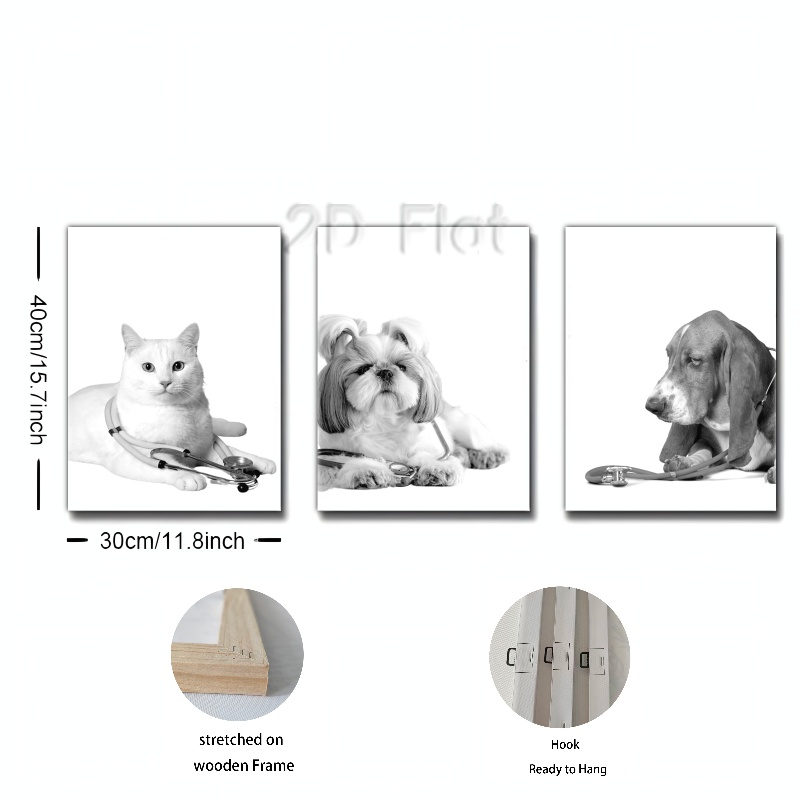 2D Flat
40cm/15.7inch
30cm/11.8inch
stretched on
wooden Frame
Hook
Ready to Hang